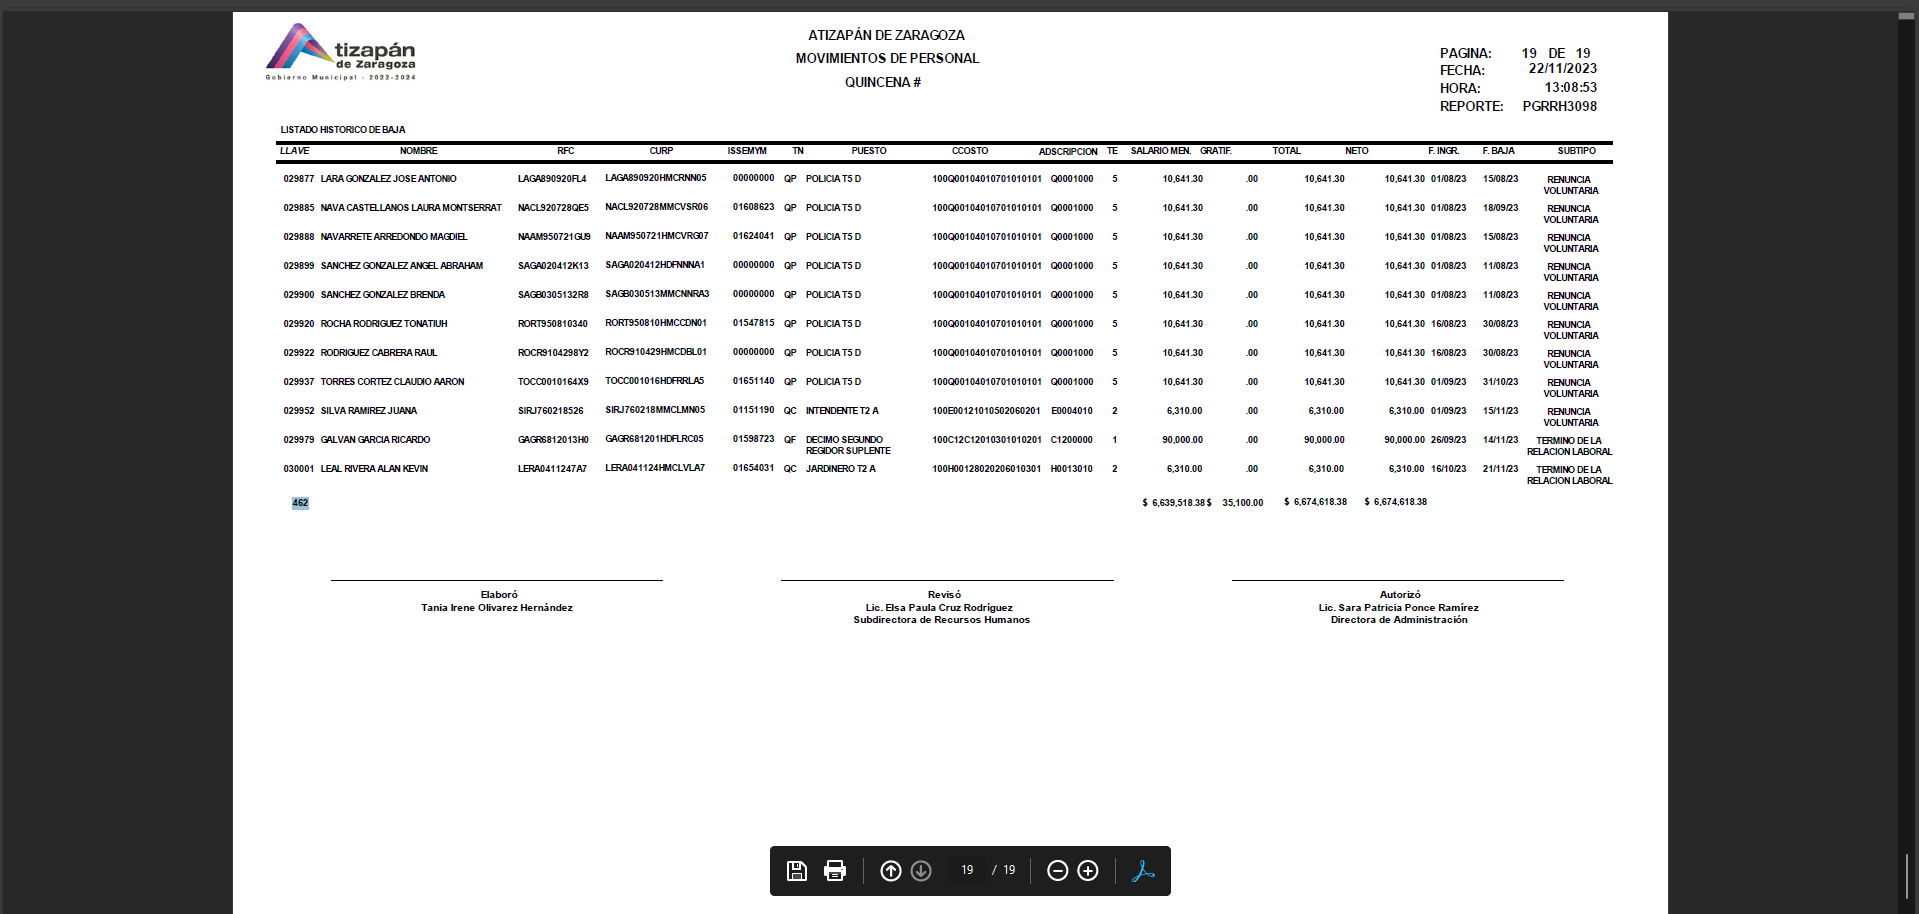 Atizapán
de Zaragoza
Gobierno Municipal - 2022-2024
ATIZAPÁN DE ZARAGOZA
MOVIMIENTOS DE PERSONAL
QUINCENA #
PAGINA: 19 DE 19
FECHA: 22/11/2023
HORA: 13:08:53
REPORTE: PGRRH3098
LISTADO HISTORICO DE BAJA
LLAVE NOMBRE RFC CURP ISSEMYM TN PUESTO CCOSTO ADSCRIPCION TE SALARIO MEN. GRATIF. TOTAL NETO F. INGR. F. BAJA SUBTIPO
029877 LARA GONZALEZ JOSE ANTONIO LAGA890920FL4 LAGA890920HMCRNN05 00000000 QP POLICIA T5 D 100Q00104010701010101 Q0001000 5 10,641.30 .00 10,641.30 10,641.30 01/08/23 15/08/23 RENUNCIA
VOLUNTARIA
029885 NAVA CASTELLANOS LAURA MONTSERRAT NACL920728QE5 NACL920728MMCVSR06 01608623 QP POLICIA T5 D 100Q00104010701010101 Q0001000 5 10,641.30 .00 10,641.30 10,641.30 01/08/23 18/09/23 RENUNCIA
VOLUNTARIA
029888 NAVARRETE ARREDONDO MAGDIEL NAAM950721GU9 NAAM950721HMCVRG07 01624041 QP POLICIA T5 D 100Q00104010701010101 Q0001000 5 10,641.30 .00 10,641.30 10,641.30 01/08/23 15/08/23 RENUNCIA
VOLUNTARIA
029899 SANCHEZ GONZALEZ ANGEL ABRAHAM SAGA020412K13 SAGA020412HDFNNNA1 00000000 QP POLICIA T5 D 100Q00104010701010101 Q0001000 5 10,641.30 .00 10,641.30 10,641.30 01/08/23 11/08/23 RENUNCIA
VOLUNTARIA
029900 SANCHEZ GONZALEZ BRENDA SAGB0305132R8 SAGB030513MMCNNRA3 00000000 QP POLICIA T5 D 100Q00104010701010101 Q0001000 5 10,641.30 .00 10,641.30 10,641.30 01/08/23 11/08/23 RENUNCIA
VOLUNTARIA
029920 ROCHA RODRIGUEZ TONATIUH RORT950810340 RORT950810HMCCDN01 01547815 QP POLICIA T5 D 100Q00104010701010101 Q0001000 5 10,641.30 .00 10,641.30 10,641.30 16/08/23 30/08/23 RENUNCIA
VOLUNTARIA
029922 RODRIGUEZ CABRERA RAUL ROCR9104298Y2 ROCR910429HMCDBL01 00000000 QP POLICIA T5 D 100Q00104010701010101 Q0001000 5 10,641.30 .00 10,641.30 10,641.30 16/08/23 30/08/23 RENUNCIA
VOLUNTARIA
029937 TORRES CORTEZ CLAUDIO AARON TOCC0010164X9 TOCC001016HDFRRLA5 01651140 QP POLICIA T5 D 100Q00104010701010101 Q0001000 5 10,641.30 .00 10,641.30 10,641.30 01/09/23 31/10/23 RENUNCIA
VOLUNTARIA
029952 SILVA RAMIREZ JUANA SIRJ760218526 SIRJ760218MMCLMN05 01151190 QC INTENDENTE T2 A 100E00121010502060201 E0004010 2 6,310.00 .00 6,310.00 6,310.00 01/09/23 15/11/23 RENUNCIA
VOLUNTARIA
029979 GALVAN GARCIA RICARDO GAGR6812013H0 GAGR681201HDFLRC05 01598723 QF DECIMO SEGUNDO 100C12C12010301010201 C1200000 1 90,000.00 .00 90,000.00 90,000.00 26/09/23 14/11/23 TERMINO DE LA
REGIDOR SUPLENTE RELACION LABORAL
030001 LEAL RIVERA ALAN KEVIN LERA0411247A7 LERA041124HMCLVLA7 01654031 QC JARDINERO T2 A 100H00128020206010301 H0013010 2 6,310.00 .00 6,310.00 6,310.00 16/10/23 21/11/23 TERMINO DE LA
RELACION LABORAL
462 $ 6,639,518.38 $ 35,100.00 $ 6,674,618.38 $ 6,674,618.38
Elaboró
Tania Irene Olivarez Hernández
Revisó
Lic. Elsa Paula Cruz Rodríguez
Subdirectora de Recursos Humanos
Autorizó
Lic. Sara Patricia Ponce Ramírez
Directora de Administración
19 / 19